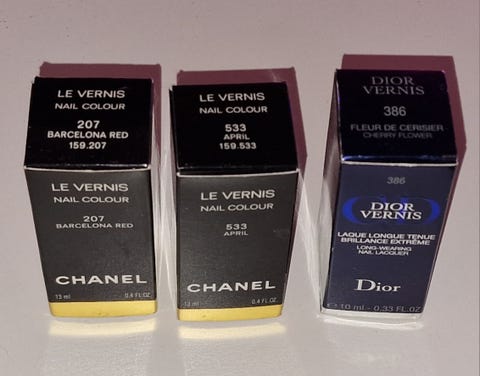 LE VERNIS
NAIL COLOUR
207
BARCELONA RED
159.207
LE VERNIS
NAIL COLOUR
207
BARCELONA RED
CHANEL
13 ml 0.4 FL.OZ.
LE VERNIS
NAIL COLOUR
533
APRIL
159.533
LE VERNIS
NAIL COLOUR
533
APRIL
CHANEL
13 ml 0.4 FL.OZ.
DIOR
VERNIS
386
FLEUR DE CERISIER
CHERRY FLOWER
386
DIOR
VERNIS
LAQUE LONGUE TENUE
BRILLANCE EXTRÊME
LONG-WEARING
NAIL LACQUER
Dior
℮ 10 ml - 0.33 FL.OZ